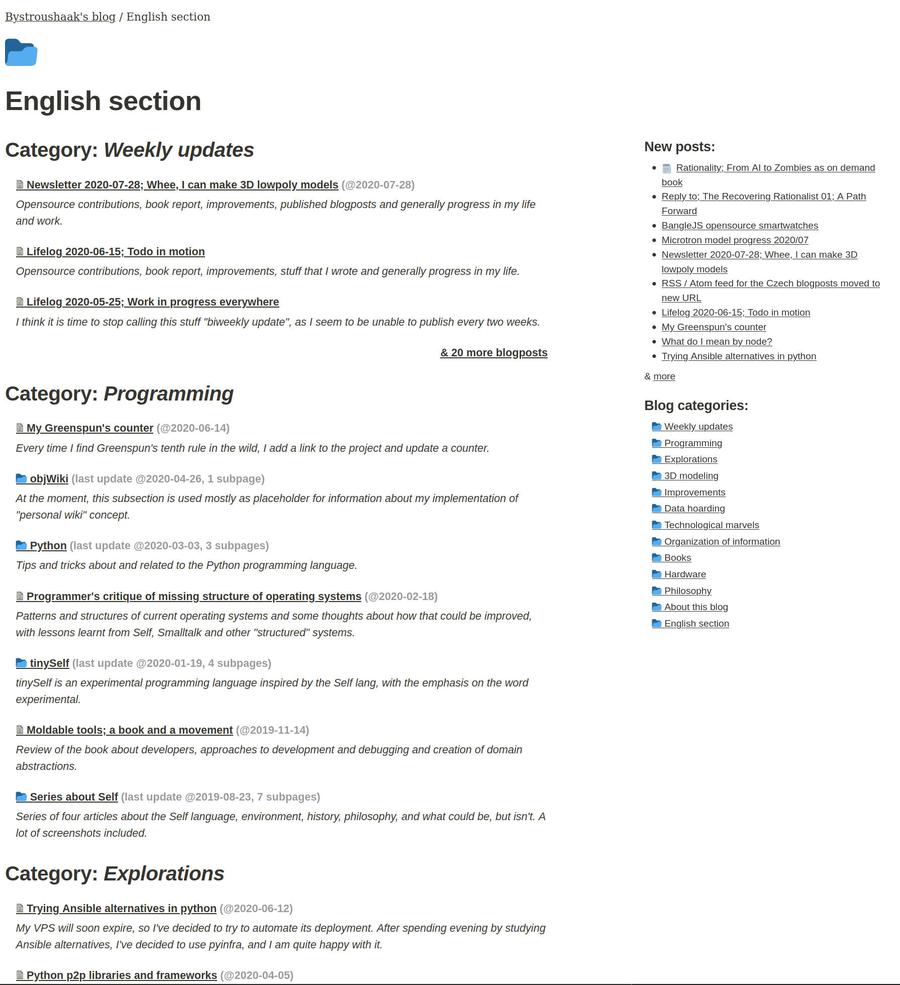 Bystroushaak's blog / English section
English section
Category: Weekly updates
Newsletter 2020-07-28; Whee, I can make 3D lowpoly models (@2020-07-28)
Opensource contributions, book report, improvements, published blogposts and generally progress in my life
and work.
Lifelog 2020-06-15; Todo in motion
Opensource contributions, book report, improvements, stuff that I wrote and generally progress in my life.
Lifelog 2020-05-25; Work in progress everywhere
I think it is time to stop calling this stuff "biweekly update", as I seem to be unable to publish every two weeks.
& 20 more blogposts
Category: Programming
My Greenspun's counter (@2020-06-14)
Every time I find Greenspun's tenth rule in the wild, I add a link to the project and update a counter.
objWiki (last update @2020-04-26, 1 subpage)
At the moment, this subsection is used mostly as placeholder for information about my implementation of
"personal wiki" concept.
Python (last update @2020-03-03, 3 subpages)
Tips and tricks about and related to the Python programming language.
Programmer's critique of missing structure of operating systems (@2020-02-18)
Patterns and structures of current operating systems and some thoughts about how that could be improved,
with lessons learnt from Self, Smalltalk and other "structured" systems.
tinySelf (last update @2020-01-19, 4 subpages)
tinySelf is an experimental programming language inspired by the Self lang, with the emphasis on the word
experimental.
Moldable tools; a book and a movement (@2019-11-14)
Review of the book about developers, approaches to development and debugging and creation of domain
abstractions.
Series about Self (last update @2019-08-23, 7 subpages)
Series of four articles about the Self language, environment, history, philosophy, and what could be, but isn't. A
lot of screenshots included.
Category: Explorations
Trying Ansible alternatives in python (@2020-06-12)
My VPS will soon expire, so I've decided to try to automate its deployment. After spending evening by studying
Ansible alternatives, I've decided to use pyinfra, and I am quite happy with it.
Python p2p libraries and frameworks (@2020-04-05)
New posts:
Rationality; From AI to Zombies as on demand
book
Reply to; The Recovering Rationalist 01; A Path
Forward
BangleJS opensource smartwatches
Microtron model progress 2020/07
Newsletter 2020-07-28; Whee, I can make 3D
lowpoly models
RSS / Atom feed for the Czech blogposts moved to
new URL
Lifelog 2020-06-15; Todo in motion
My Greenspun's counter
What do I mean by node?
Trying Ansible alternatives in python
& more
Blog categories:
Weekly updates
Programming
Explorations
3D modeling
Improvements
Data hoarding
Technological marvels
Organization of information
Books
Hardware
Philosophy
About this blog
English section